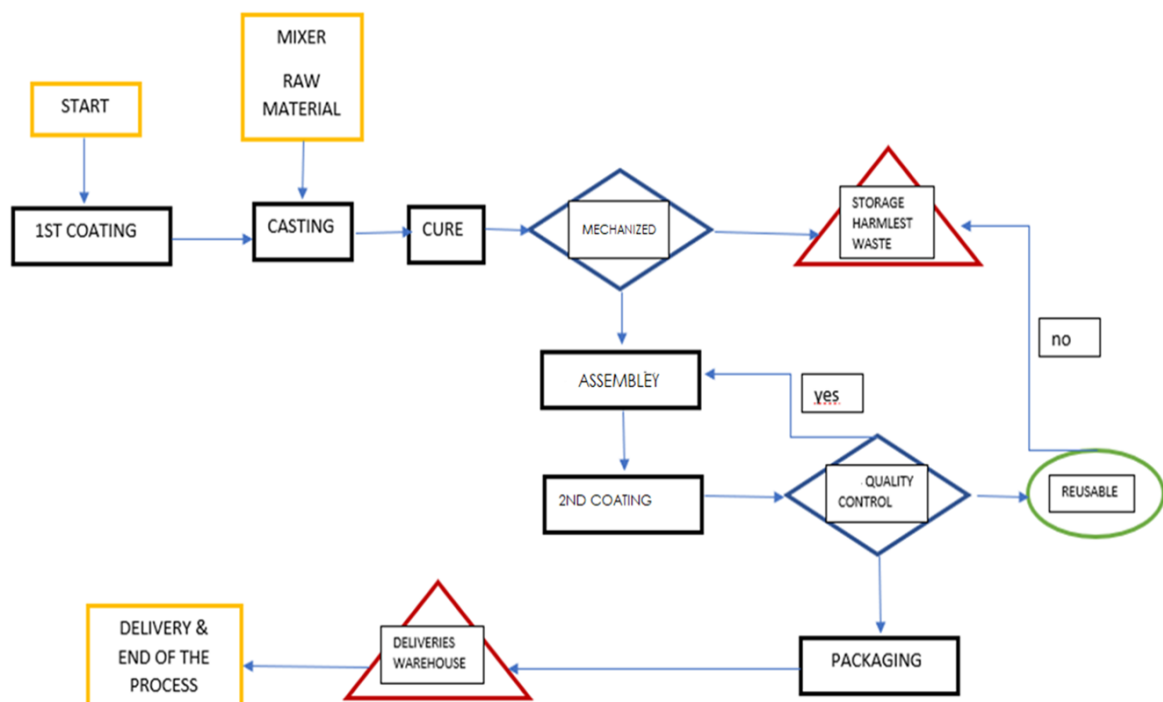 MIXER
RAW
MATERIAL
START
1ST COATING
CASTING
CURE
MECHANIZED
STORAGE
HARMLEST
WASTE
no
ASSEMBLEY
yes
2ND COATING
. QUALITY
CONTROL
REUSABLE
DELIVERY &
END OF THE
PROCESS
DELIVERIES
WAREHOUSE
PACKAGING